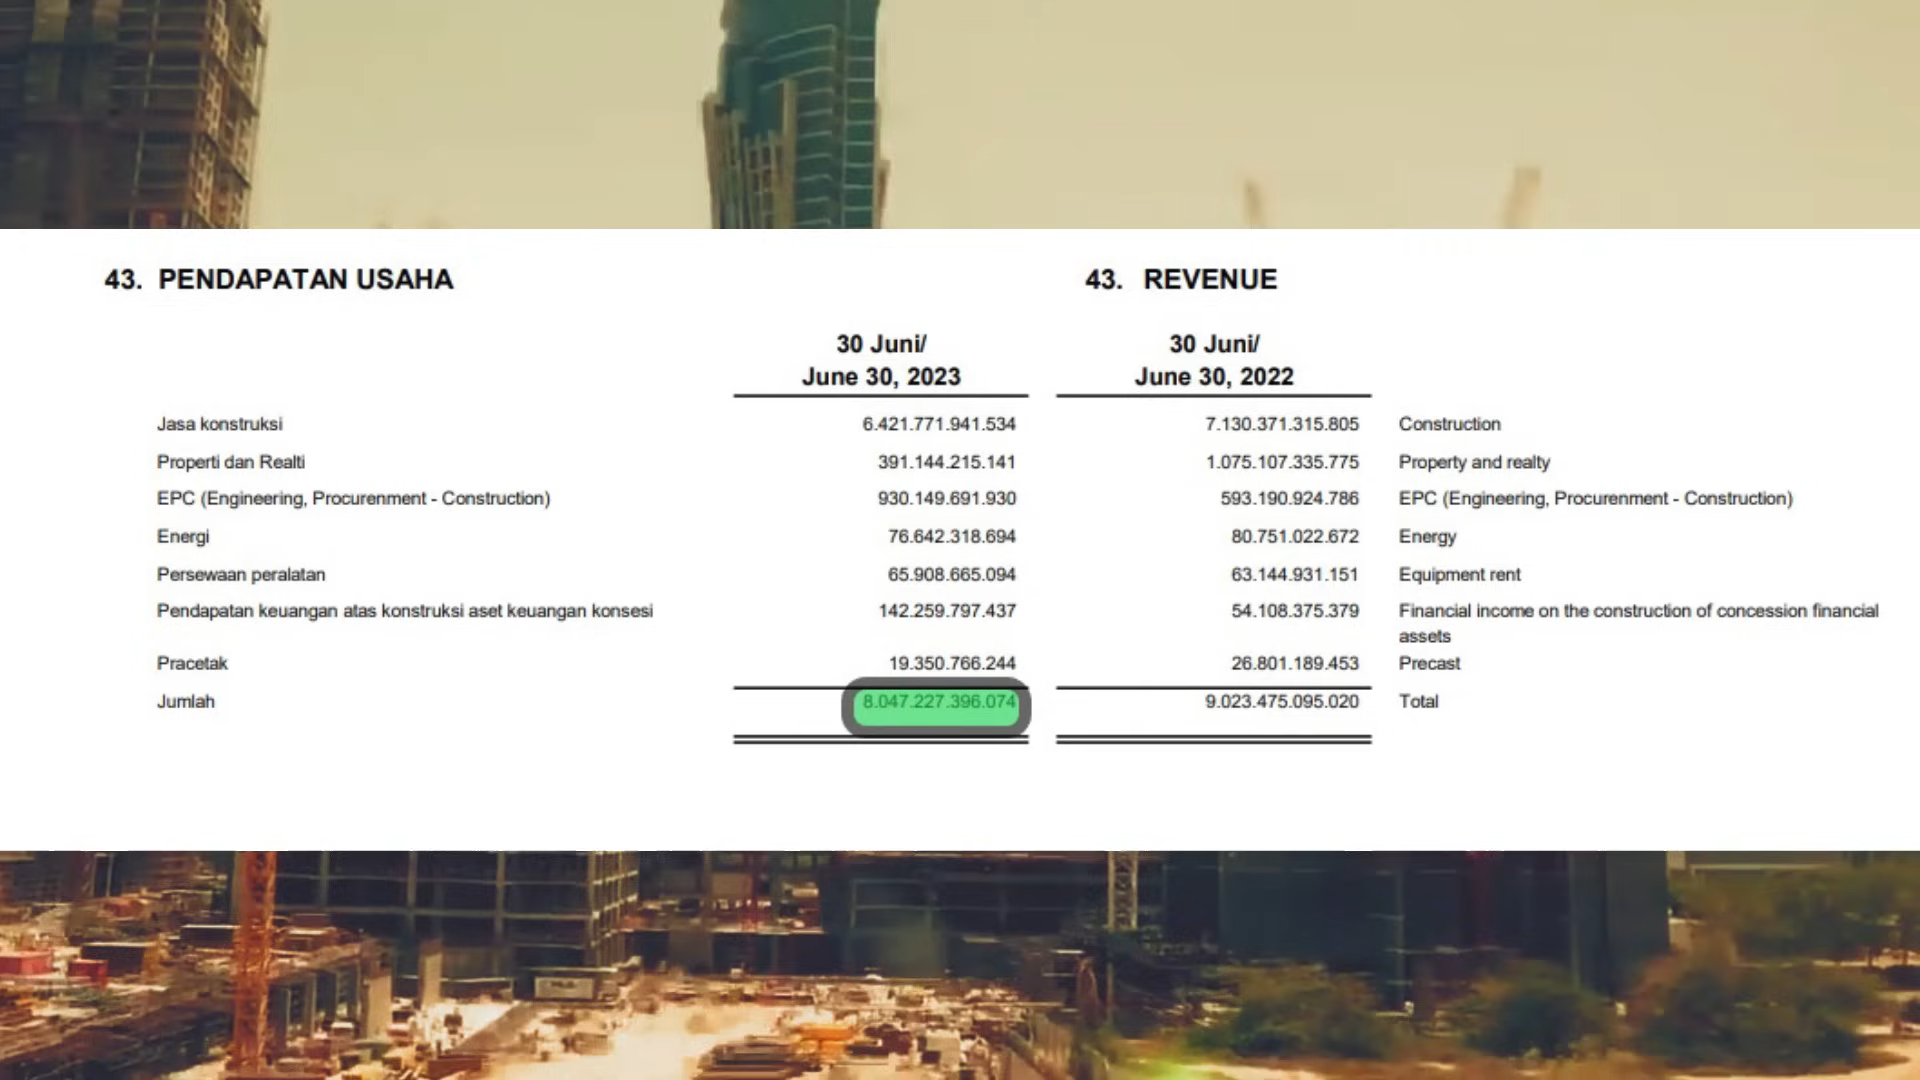 43. PENDAPATAN USAHA 43. REVENUE
30 Juni/ 30 Juni/
June 30, 2023 June 30, 2022
Jasa konstruksi 6.421.771.941.534 7.130.371.315.805 Construction
Properti dan Realti 391.144.215.141 1.075.107.335.775 Property and realty
EPC (Engineering, Procurenment - Construction) 930.149.691.930 593.190.924.786 EPC (Engineering, Procurenment - Construction)
Energi 76.642.318.694 80.751.022.672 Energy
Persewaan peralatan 65.908.665.094 63.144.931.151 Equipment rent
Pendapatan keuangan atas konstruksi aset keuangan konsesi 142.259.797.437 54.108.375.379 Financial income on the construction of concession financial
assets
Pracetak 19.350.766.244 26.801.189.453 Precast
Jumlah 8.047.227.396.074 9.023.475.095.020 Total